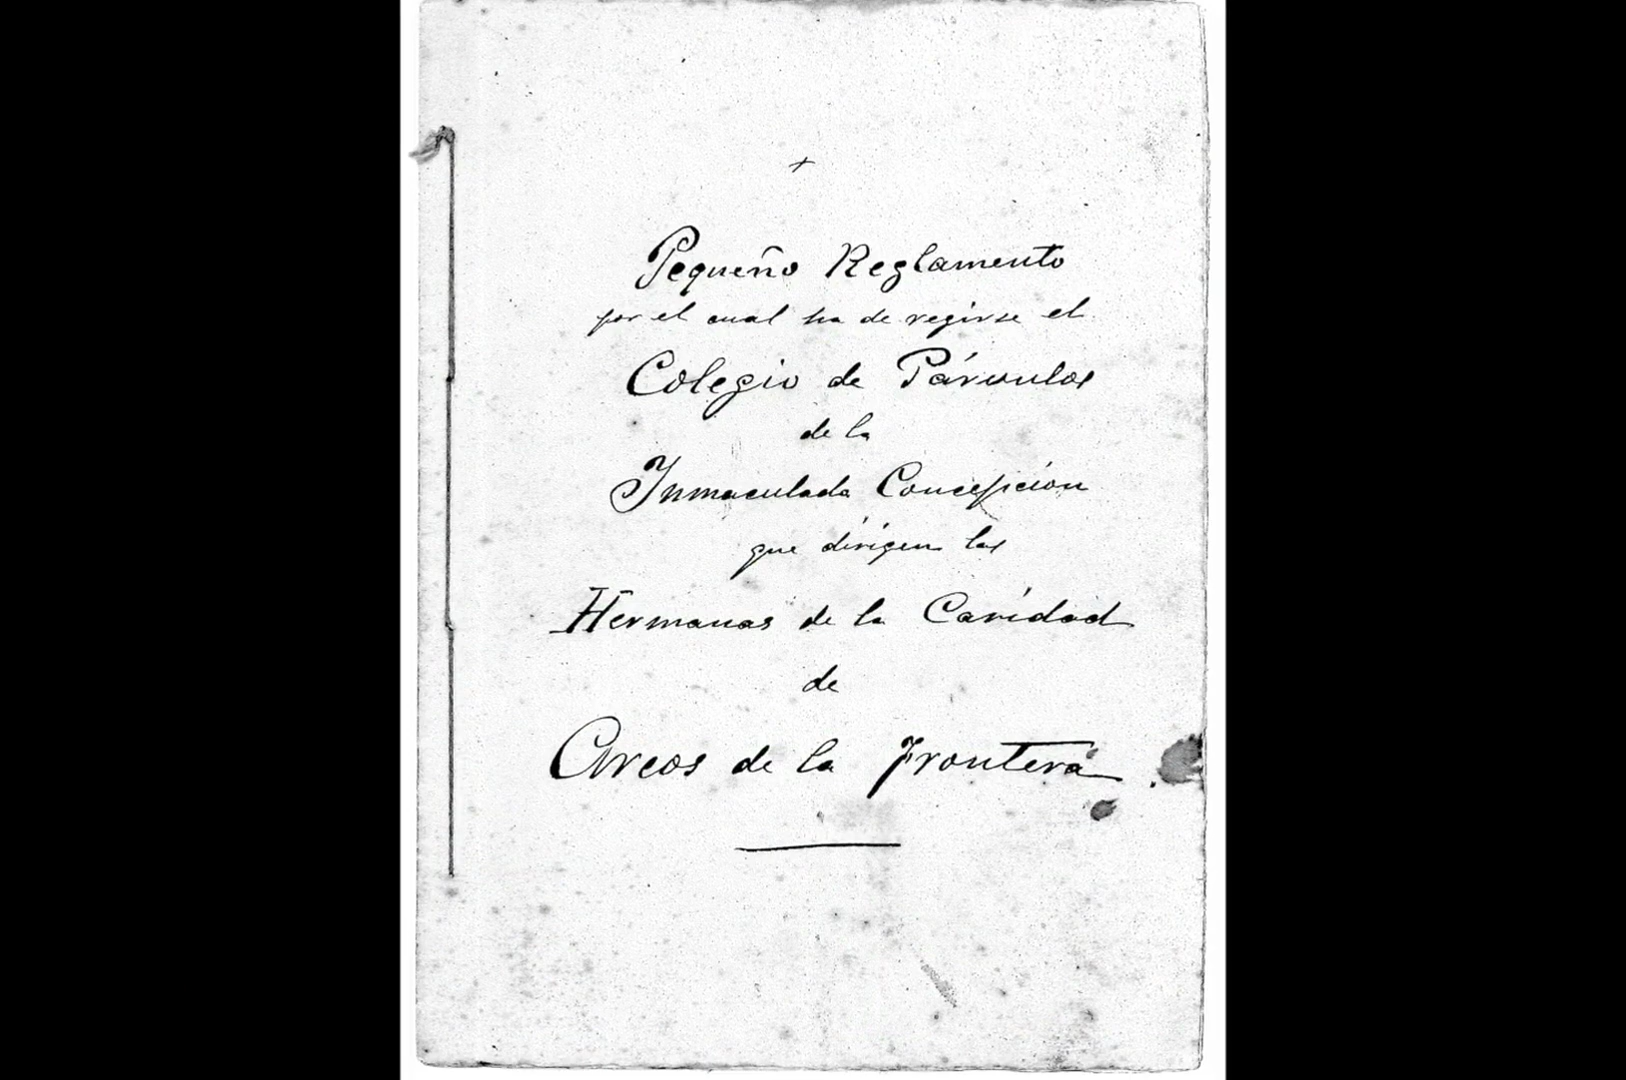 +
Pequeño Reglamento
por el cual ha de regirse el
Colegio de Párvulos
de la
Inmaculada Concepción
que dirigen las
Hermanas de la Caridad
de
Arcos de la Frontera